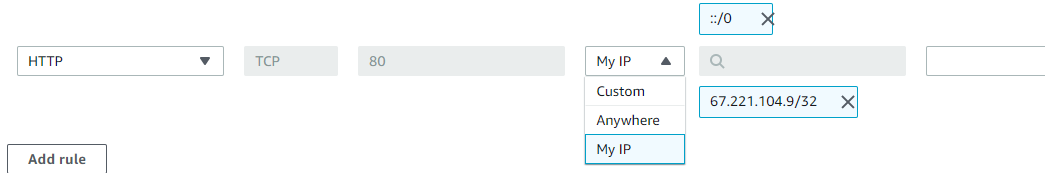 ::/0
HTTP TCP 80 My IP
Custom
67.221.104.9/32
Anywhere
My IP
Add rule